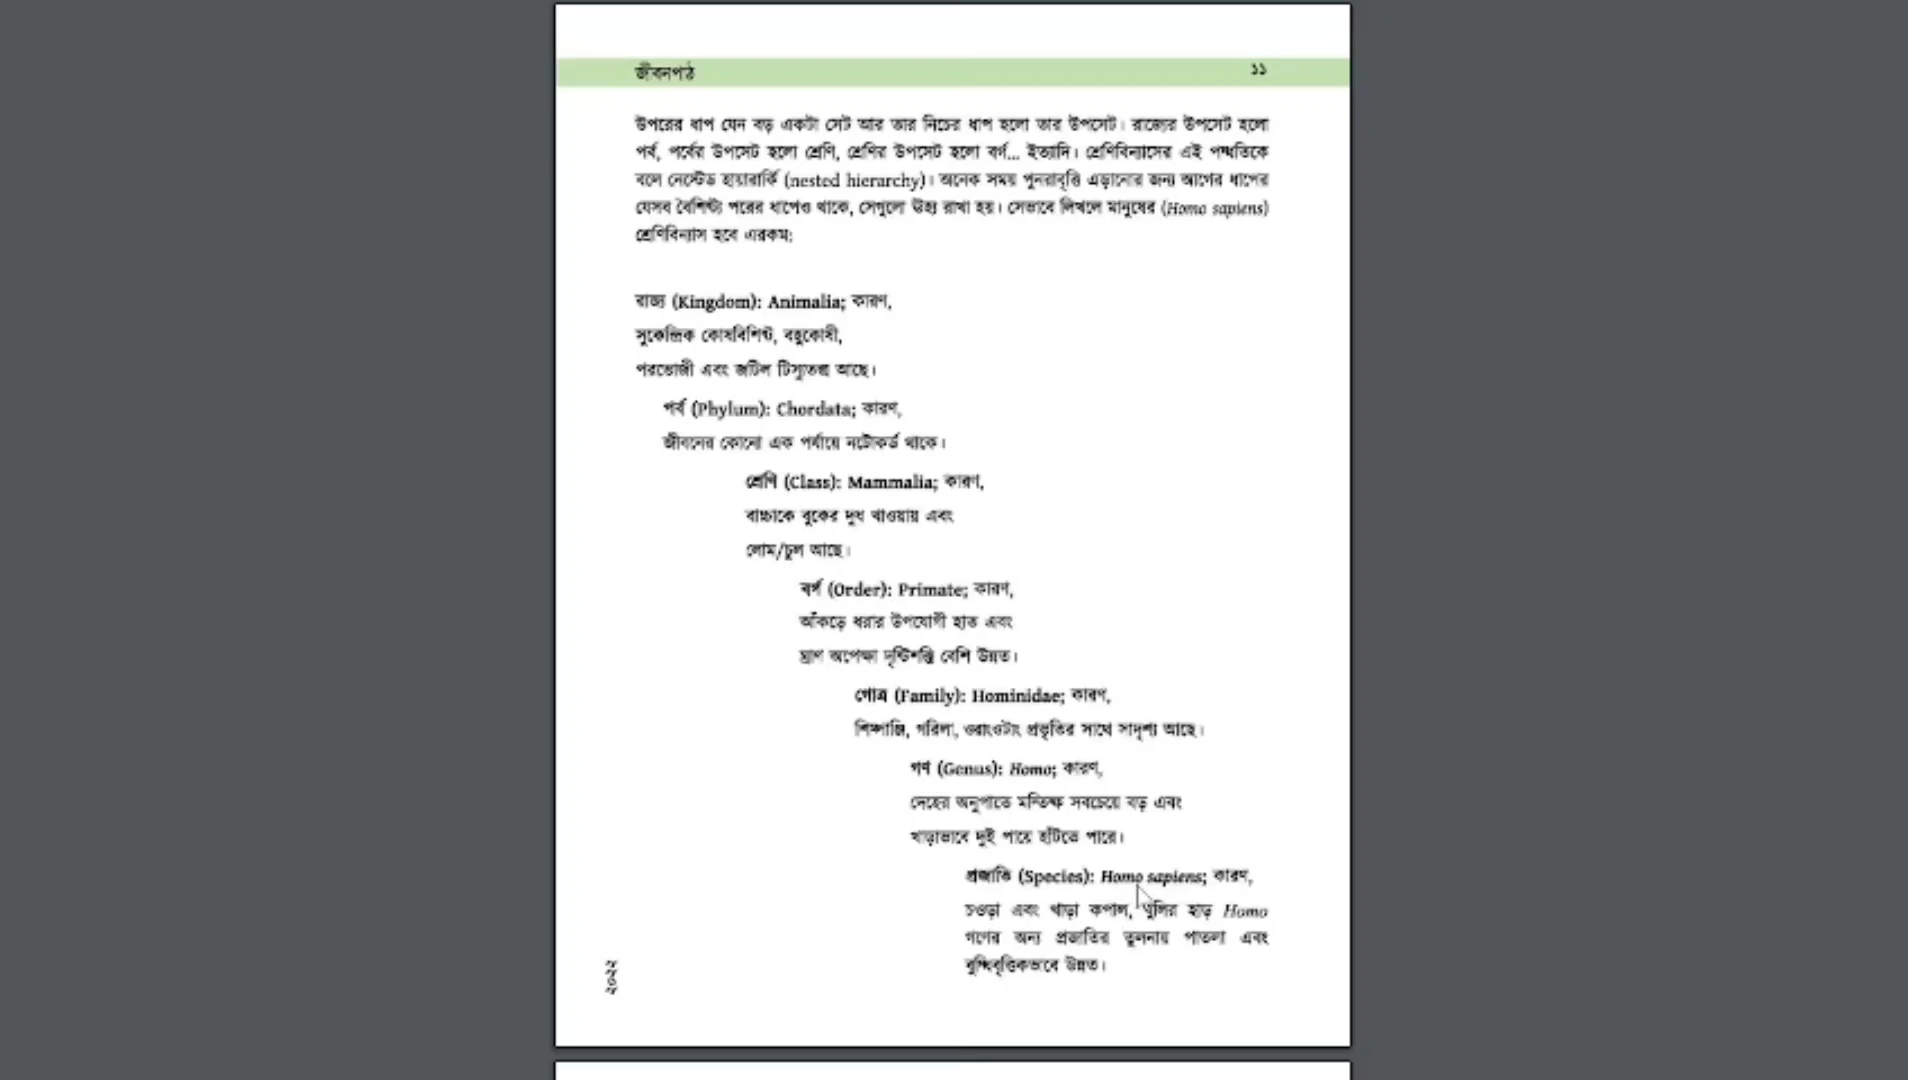 জীবনপাঠ
১১
উপরের ধাপ যেন বড় একটা সেট আর তার নিচের ধাপ হলো তার উপসেট। রাজ্যের উপসেট হলো
পর্ব, পর্বের উপসেট হলো শ্রেণি, শ্রেণির উপসেট হলো বর্গ... ইত্যাদি। শ্রেণিবিন্যাসের এই পদ্ধতিকে
বলে নেস্টেড হায়ারার্কি (nested hierarchy)। অনেক সময় পুনরাবৃত্তি এড়ানোর জন্য আগের ধাপের
যেসব বৈশিষ্ট্য পরের ধাপেও থাকে, সেগুলো ঊহ্য রাখা হয়। সেভাবে লিখলে মানুষের (Homo sapiens)
শ্রেণিবিন্যাস হবে এরকম:
রাজ্য (Kingdom): Animalia; কারণ,
সুকেন্দ্রিক কোষবিশিষ্ট, বহুকোষী,
পরভোজী এবং জটিল টিস্যুতন্ত্র আছে।
পর্ব (Phylum): Chordata; কারণ,
জীবনের কোনো এক পর্যায়ে নটোকর্ড থাকে।
শ্রেণি (Class): Mammalia; কারণ,
বাচ্চাকে বুকের দুধ খাওয়ায় এবং
লোম/চুল আছে।
বর্গ (Order): Primate; কারণ,
আঁকড়ে ধরার উপযোগী হাত এবং
ঘ্রাণ অপেক্ষা দৃষ্টিশক্তি বেশি উন্নত।
গোত্র (Family): Hominidae; কারণ,
শিম্পাঞ্জি, গরিলা, ওরাংওটাং প্রভৃতির সাথে সাদৃশ্য আছে।
গণ (Genus): Homo; কারণ,
দেহের অনুপাতে মস্তিষ্ক সবচেয়ে বড় এবং
খাড়াভাবে দুই পায়ে হাঁটতে পারে।
প্রজাতি (Species): Homo sapiens; কারণ,
চওড়া এবং খাড়া কপাল, খুলির হাড় Homo
গণের অন্য প্রজাতির তুলনায় পাতলা এবং
বুদ্ধিবৃত্তিকভাবে উন্নত।
২০২২